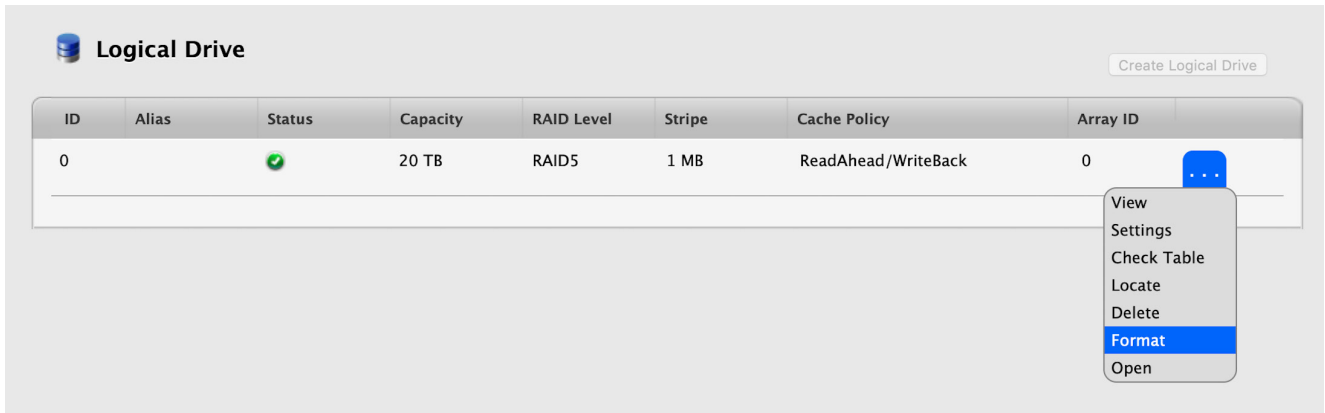 Logical Drive
Create Logical Drive
ID Alias Status Capacity RAID Level Stripe Cache Policy Array ID
0 20 TB RAID5 1 MB ReadAhead/WriteBack 0 ...
View
Settings
Check Table
Locate
Delete
Format
Open